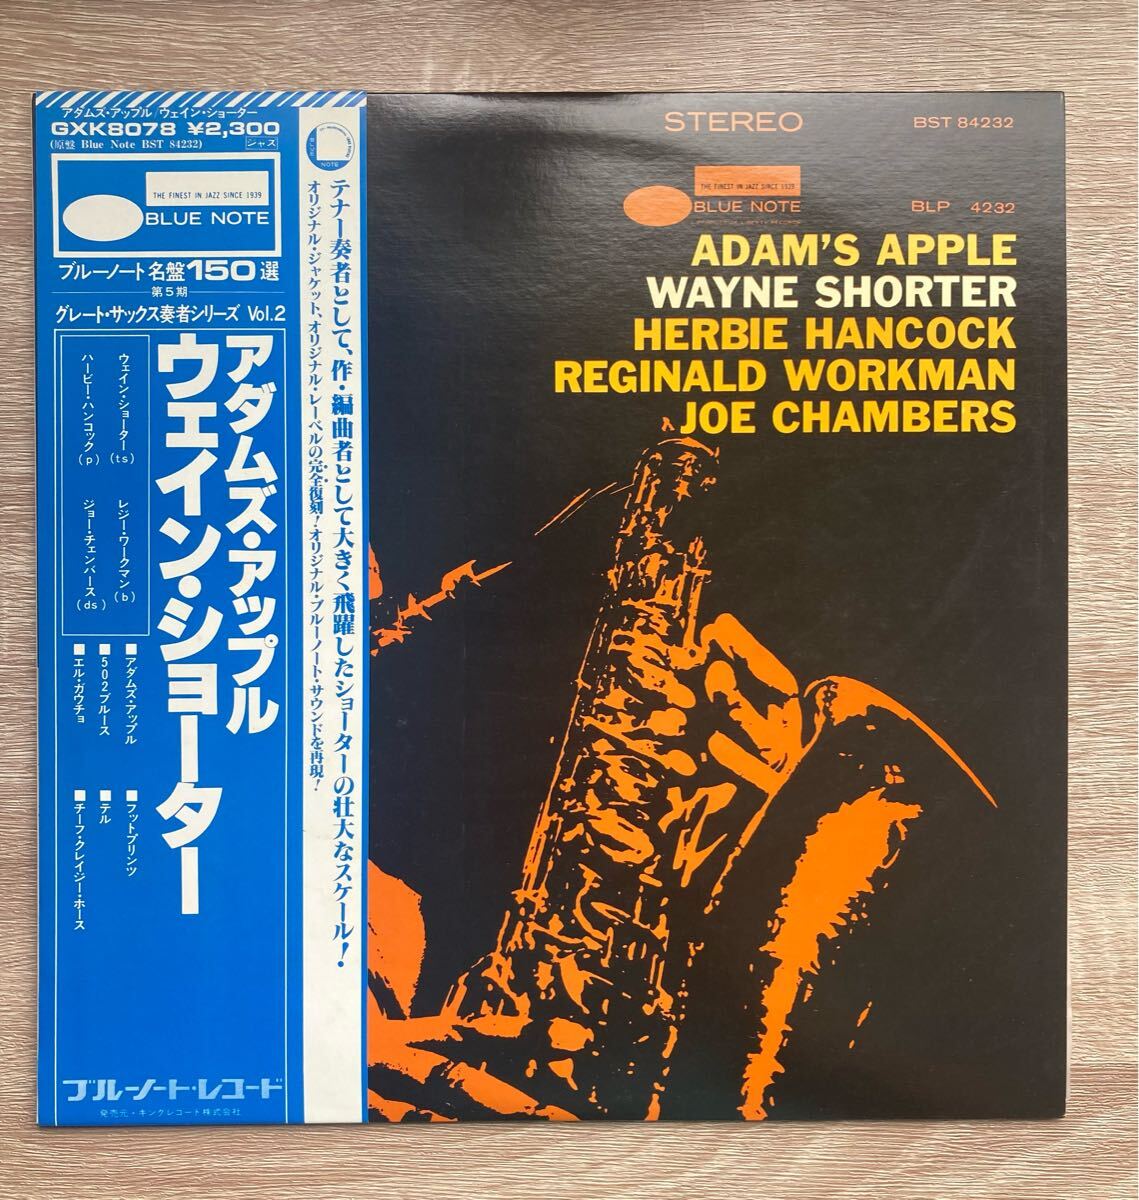 アダムズ・アップル/ウェイン・ショーター
GXK8078 ¥2,300
(原盤 Blue Note BST 84232) ジャズ
THE FINEST IN JAZZ SINCE 1939
BLUE NOTE
ブルーノート名盤150選
第5期
グレート・サックス奏者シリーズ Vol.2
アダムズ・アップル
ウェイン・ショーター
ウェイン・ショーター(ts)
ハービー・ハンコック(p)
レジー・ワークマン(b)
ジョー・チェンバース(ds)
■アダムズ・アップル
■502ブルース
■エル・ガウチョ
■フットプリンツ
■テル
■チーフ・クレイジー・ホース
ブルーノート・レコード
発売元・キングレコート株式会社
NOTE
テナー奏者として、作・編曲者として大きく飛躍したショーターの壮大なスケール!
オリジナル・ジャケット、オリジナル・レーベルの完全復刻!オリジナル・ブルーノート・サウンドを再現!
STEREO
BST 84232
THE FINEST IN JAZZ SINCE 1939
BLUE NOTE
BLP 4232
ADAM'S APPLE
WAYNE SHORTER
HERBIE HANCOCK
REGINALD WORKMAN
JOE CHAMBERS